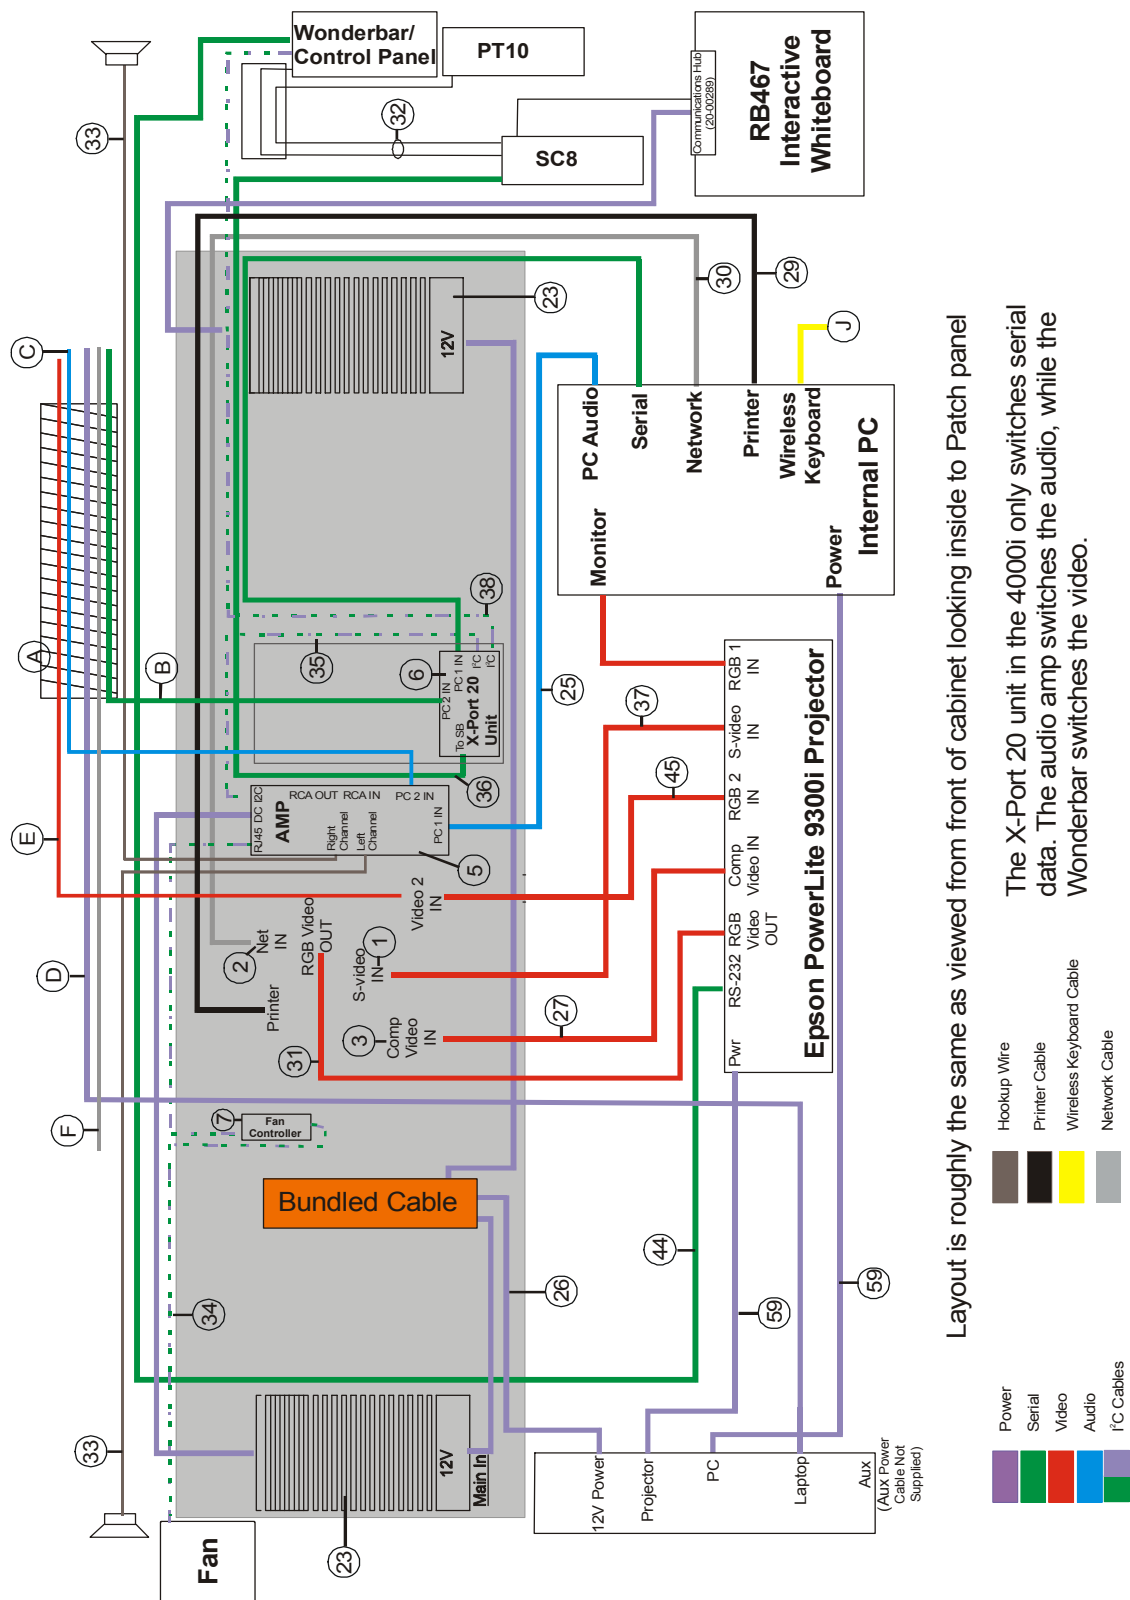 Wonderbar/
Control Panel
PT10
RB467
Interactive
Whiteboard
Communications Hub
(20-00289)
SC8
32
33
C
A
B
E
D
F
33
34
35
38
23
12V
6
PC 2 IN
PC 1 IN
I²C
I²C
To SB
X-Port 20
Unit
36
25
AMP
RJ45 DC I2C
RCA OUT RCA IN
PC 2 IN
PC 1 IN
Right
Channel
Left
Channel
5
Video 2
IN
2
Net
IN
RGB Video
OUT
S-video
IN
1
Printer
3
Comp
Video
IN
31
27
7
Fan
Controller
Bundled Cable
26
23
12V
Main In
Fan
30
29
J
PC Audio
Serial
Network
Printer
Wireless
Keyboard
Monitor
Power
Internal PC
37
45
44
59
59
RGB 1
IN
S-video
IN
RGB 2
IN
Comp
Video IN
RGB
Video
OUT
RS-232
Pwr
Epson PowerLite 9300i Projector
12V Power
Projector
PC
Laptop
Aux
(Aux Power
Cable Not
Supplied)
Layout is roughly the same as viewed from front of cabinet looking inside to Patch panel
The X-Port 20 unit in the 4000i only switches serial
data. The audio amp switches the audio, while the
Wonderbar switches the video.
Power
Serial
Video
Audio
I²C Cables
Hookup Wire
Printer Cable
Wireless Keyboard Cable
Network Cable